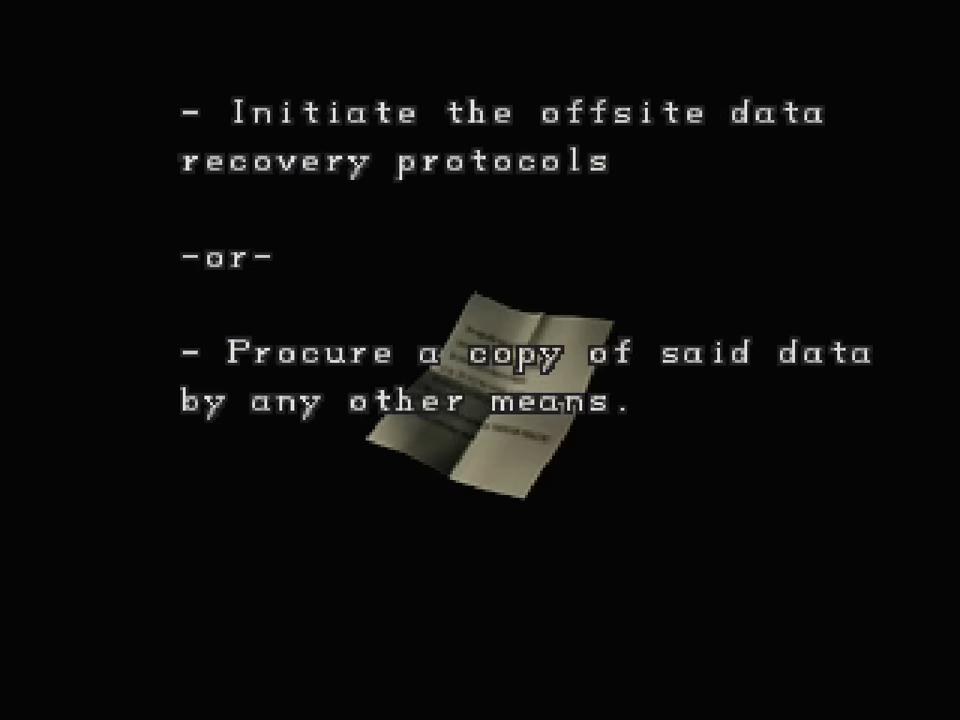 - Initiate the offsite data
recovery protocols
-or-
- Procure a copy of said data
by any other means.